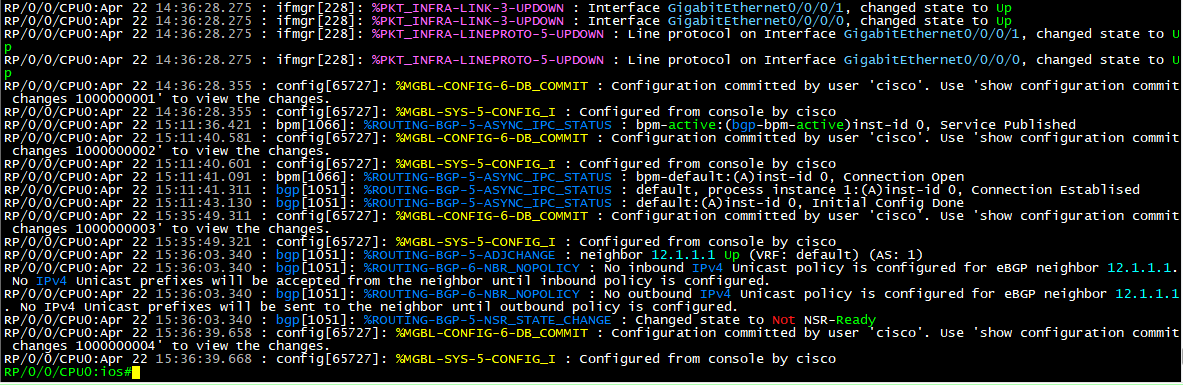 RP/0/0/CPU0:Apr 22 14:36:28.275 : ifmgr[228]: %PKT_INFRA-LINK-3-UPDOWN : Interface GigabitEthernet0/0/0/1, changed state to Up
RP/0/0/CPU0:Apr 22 14:36:28.275 : ifmgr[228]: %PKT_INFRA-LINK-3-UPDOWN : Interface GigabitEthernet0/0/0/0, changed state to Up
RP/0/0/CPU0:Apr 22 14:36:28.275 : ifmgr[228]: %PKT_INFRA-LINEPROTO-5-UPDOWN : Line protocol on Interface GigabitEthernet0/0/0/1, changed state to U
p
RP/0/0/CPU0:Apr 22 14:36:28.275 : ifmgr[228]: %PKT_INFRA-LINEPROTO-5-UPDOWN : Line protocol on Interface GigabitEthernet0/0/0/0, changed state to U
p
RP/0/0/CPU0:Apr 22 14:36:28.355 : config[65727]: %MGBL-CONFIG-6-DB_COMMIT : Configuration committed by user 'cisco'. Use 'show configuration commit
changes 1000000001' to view the changes.
RP/0/0/CPU0:Apr 22 14:36:28.355 : config[65727]: %MGBL-SYS-5-CONFIG_I : Configured from console by cisco
RP/0/0/CPU0:Apr 22 15:11:36.421 : bpm[1066]: %ROUTING-BGP-5-ASYNC_IPC_STATUS : bpm-active:(bgp-bpm-active)inst-id 0, Service Published
RP/0/0/CPU0:Apr 22 15:11:40.581 : config[65727]: %MGBL-CONFIG-6-DB_COMMIT : Configuration committed by user 'cisco'. Use 'show configuration commit
changes 1000000002' to view the changes.
RP/0/0/CPU0:Apr 22 15:11:40.601 : config[65727]: %MGBL-SYS-5-CONFIG_I : Configured from console by cisco
RP/0/0/CPU0:Apr 22 15:11:41.091 : bpm[1066]: %ROUTING-BGP-5-ASYNC_IPC_STATUS : bpm-default:(A)inst-id 0, Connection Open
RP/0/0/CPU0:Apr 22 15:11:41.311 : bgp[1051]: %ROUTING-BGP-5-ASYNC_IPC_STATUS : default, process instance 1:(A)inst-id 0, Connection Establised
RP/0/0/CPU0:Apr 22 15:11:43.130 : bgp[1051]: %ROUTING-BGP-5-ASYNC_IPC_STATUS : default:(A)inst-id 0, Initial Config Done
RP/0/0/CPU0:Apr 22 15:35:49.311 : config[65727]: %MGBL-CONFIG-6-DB_COMMIT : Configuration committed by user 'cisco'. Use 'show configuration commit
changes 1000000003' to view the changes.
RP/0/0/CPU0:Apr 22 15:35:49.321 : config[65727]: %MGBL-SYS-5-CONFIG_I : Configured from console by cisco
RP/0/0/CPU0:Apr 22 15:36:03.340 : bgp[1051]: %ROUTING-BGP-5-ADJCHANGE : neighbor 12.1.1.1 Up (VRF: default) (AS: 1)
RP/0/0/CPU0:Apr 22 15:36:03.340 : bgp[1051]: %ROUTING-BGP-6-NBR_NOPOLICY : No inbound IPv4 Unicast policy is configured for eBGP neighbor 12.1.1.1.
No IPv4 Unicast prefixes will be accepted from the neighbor until inbound policy is configured.
RP/0/0/CPU0:Apr 22 15:36:03.340 : bgp[1051]: %ROUTING-BGP-6-NBR_NOPOLICY : No outbound IPv4 Unicast policy is configured for eBGP neighbor 12.1.1.1
. No IPv4 Unicast prefixes will be sent to the neighbor until outbound policy is configured.
RP/0/0/CPU0:Apr 22 15:36:03.340 : bgp[1051]: %ROUTING-BGP-5-NSR_STATE_CHANGE : Changed state to Not NSR-Ready
RP/0/0/CPU0:Apr 22 15:36:39.658 : config[65727]: %MGBL-CONFIG-6-DB_COMMIT : Configuration committed by user 'cisco'. Use 'show configuration commit
changes 1000000004' to view the changes.
RP/0/0/CPU0:Apr 22 15:36:39.668 : config[65727]: %MGBL-SYS-5-CONFIG_I : Configured from console by cisco
RP/0/0/CPU0:ios#